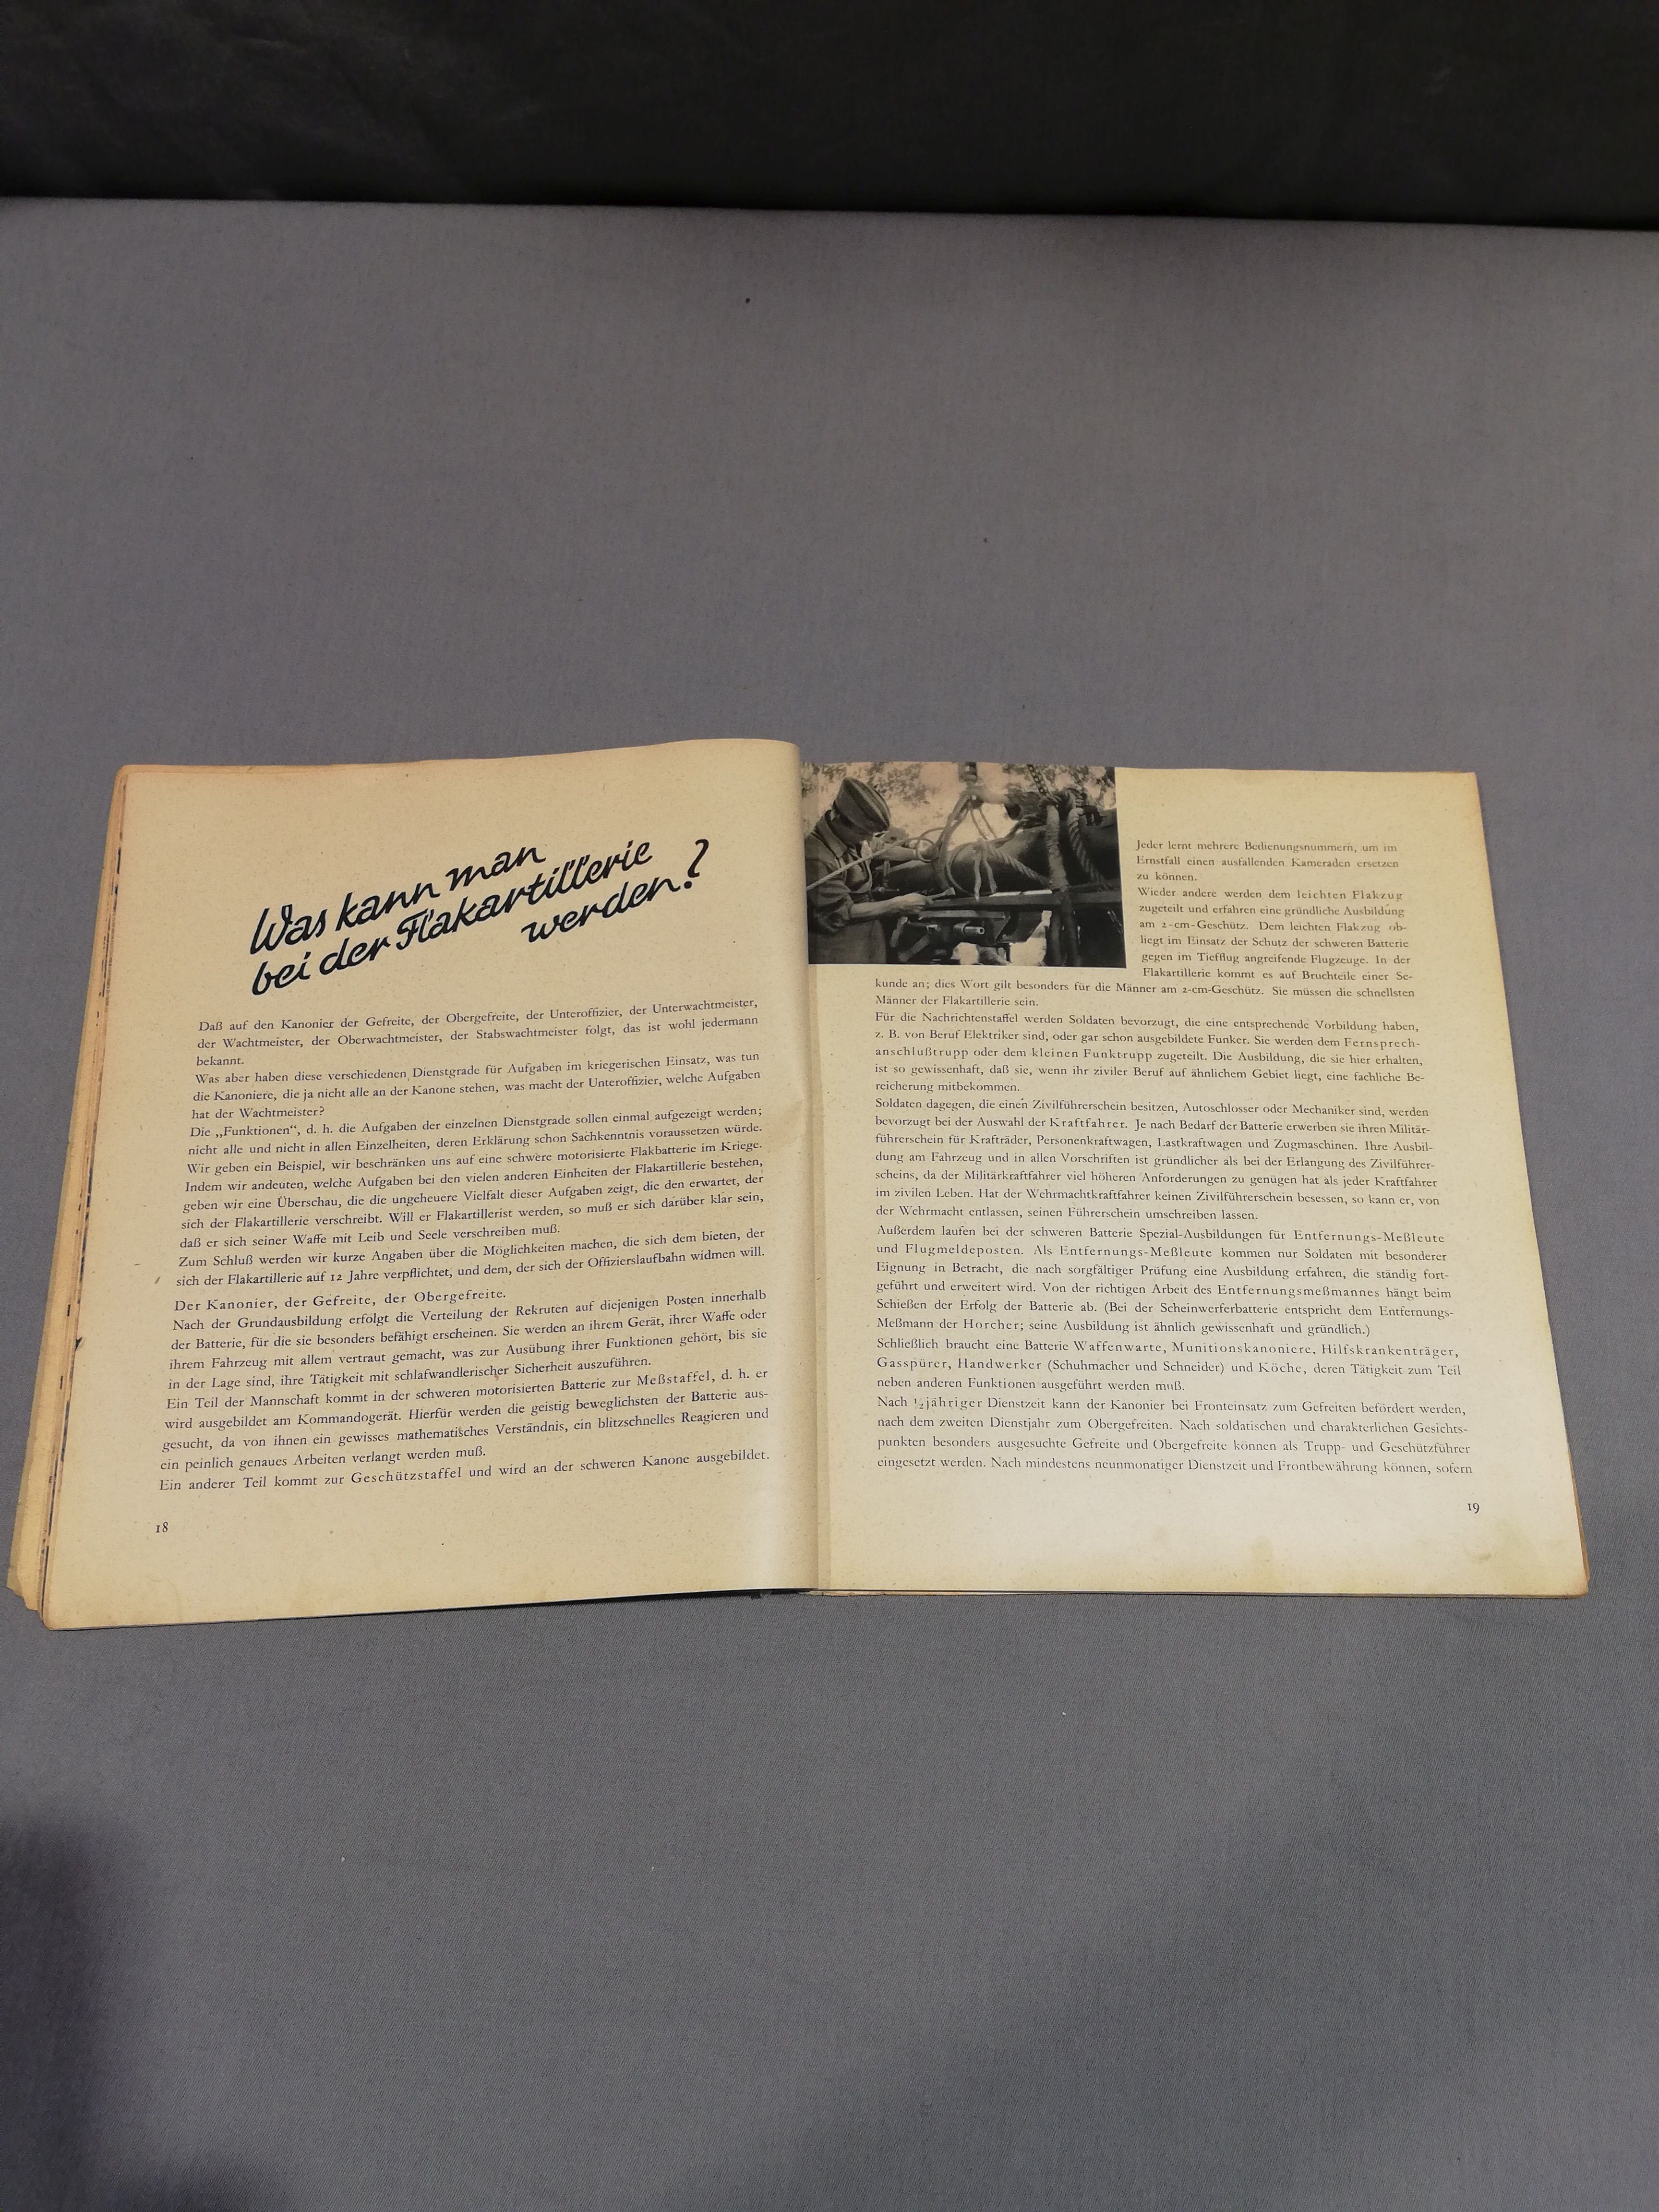 Was kann man
bei der Flakartillerie
werden?
Daß auf den Kanonier der Gefreite, der Obergefreite, der Unteroffizier, der Unterwachtmeister,
der Wachtmeister, der Oberwachtmeister, der Stabswachtmeister folgt, das ist wohl jedermann
bekannt.
Was aber haben diese verschiedenen Dienstgrade für Aufgaben im kriegerischen Einsatz, was tun
die Kanoniere, die ja nicht alle an der Kanone stehen, was macht der Unteroffizier, welche Aufgaben
hat der Wachtmeister?
Die „Funktionen“, d. h. die Aufgaben der einzelnen Dienstgrade sollen einmal aufgezeigt werden;
nicht alle und nicht in allen Einzelheiten, deren Erklärung schon Sachkenntnis voraussetzen würde.
Wir geben ein Beispiel, wir beschränken uns auf eine schwere motorisierte Flakbatterie im Kriege.
Indem wir andeuten, welche Aufgaben bei den vielen anderen Einheiten der Flakartillerie bestehen,
geben wir eine Überschau, die die ungeheuere Vielfalt dieser Aufgaben zeigt, die den erwartet, der
sich der Flakartillerie verschreibt. Will er Flakartillerist werden, so muß er sich darüber klar sein,
daß er sich seiner Waffe mit Leib und Seele verschreiben muß.
Zum Schluß werden wir kurze Angaben über die Möglichkeiten machen, die sich dem bieten, der
sich der Flakartillerie auf 12 Jahre verpflichtet, und dem, der sich der Offizierslaufbahn widmen will.
Der Kanonier, der Gefreite, der Obergefreite.
Nach der Grundausbildung erfolgt die Verteilung der Rekruten auf diejenigen Posten innerhalb
der Batterie, für die sie besonders befähigt erscheinen. Sie werden an ihrem Gerät, ihrer Waffe oder
ihrem Fahrzeug mit allem vertraut gemacht, was zur Ausübung ihrer Funktionen gehört, bis sie
in der Lage sind, ihre Tätigkeit mit schlafwandlerischer Sicherheit auszuführen.
Ein Teil der Mannschaft kommt in der schweren motorisierten Batterie zur Meßstaffel, d. h. er
wird ausgebildet am Kommandogerät. Hierfür werden die geistig beweglichsten der Batterie aus-
gesucht, da von ihnen ein gewisses mathematisches Verständnis, ein blitzschnelles Reagieren und
ein peinlich genaues Arbeiten verlangt werden muß.
Ein anderer Teil kommt zur Geschützstaffel und wird an der schweren Kanone ausgebildet.
18
Jeder lernt mehrere Bedienungsnummern, um im
Ernstfall einen ausfallenden Kameraden ersetzen
zu können.
Wieder andere werden dem leichten Flakzug
zugeteilt und erfahren eine gründliche Ausbildung
am 2-cm-Geschütz. Dem leichten Flakzug ob-
liegt im Einsatz der Schutz der schweren Batterie
gegen im Tiefflug angreifende Flugzeuge. In der
Flakartillerie kommt es auf Bruchteile einer Se-
kunde an; dies Wort gilt besonders für die Männer am 2-cm-Geschütz. Sie müssen die schnellsten
Männer der Flakartillerie sein.
Für die Nachrichtenstaffel werden Soldaten bevorzugt, die eine entsprechende Vorbildung haben,
z. B. von Beruf Elektriker sind, oder gar schon ausgebildete Funker. Sie werden dem Fernsprech-
anschlußtrupp oder dem kleinen Funktrupp zugeteilt. Die Ausbildung, die sie hier erhalten,
ist so gewissenhaft, daß sie, wenn ihr ziviler Beruf auf ähnlichem Gebiet liegt, eine fachliche Be-
reicherung mitbekommen.
Soldaten dagegen, die einen Zivilführerschein besitzen, Autoschlosser oder Mechaniker sind, werden
bevorzugt bei der Auswahl der Kraftfahrer. Je nach Bedarf der Batterie erwerben sie ihren Militär-
führerschein für Krafträder, Personenkraftwagen, Lastkraftwagen und Zugmaschinen. Ihre Ausbil-
dung am Fahrzeug und in allen Vorschriften ist gründlicher als bei der Erlangung des Zivilführer-
scheins, da der Militärkraftfahrer viel höheren Anforderungen zu genügen hat als jeder Kraftfahrer
im zivilen Leben. Hat der Wehrmachtkraftfahrer keinen Zivilführerschein besessen, so kann er, von
der Wehrmacht entlassen, seinen Führerschein umschreiben lassen.
Außerdem laufen bei der schweren Batterie Spezial-Ausbildungen für Entfernungs-Meßleute
und Flugmeldeposten. Als Entfernungs-Meßleute kommen nur Soldaten mit besonderer
Eignung in Betracht, die nach sorgfältiger Prüfung eine Ausbildung erfahren, die ständig fort-
geführt und erweitert wird. Von der richtigen Arbeit des Entfernungsmeßmannes hängt beim
Schießen der Erfolg der Batterie ab. (Bei der Scheinwerferbatterie entspricht dem Entfernungs-
Meßmann der Horcher; seine Ausbildung ist ähnlich gewissenhaft und gründlich.)
Schließlich braucht eine Batterie Waffenwarte, Munitionskanoniere, Hilfskrankenträger,
Gasspürer, Handwerker (Schuhmacher und Schneider) und Köche, deren Tätigkeit zum Teil
neben anderen Funktionen ausgeführt werden muß.
Nach ½jähriger Dienstzeit kann der Kanonier bei Fronteinsatz zum Gefreiten befördert werden,
nach dem zweiten Dienstjahr zum Obergefreiten. Nach soldatischen und charakterlichen Gesichts-
punkten besonders ausgesuchte Gefreite und Obergefreite können als Trupp- und Geschützführer
eingesetzt werden. Nach mindestens neunmonatiger Dienstzeit und Frontbewährung können, sofern
19